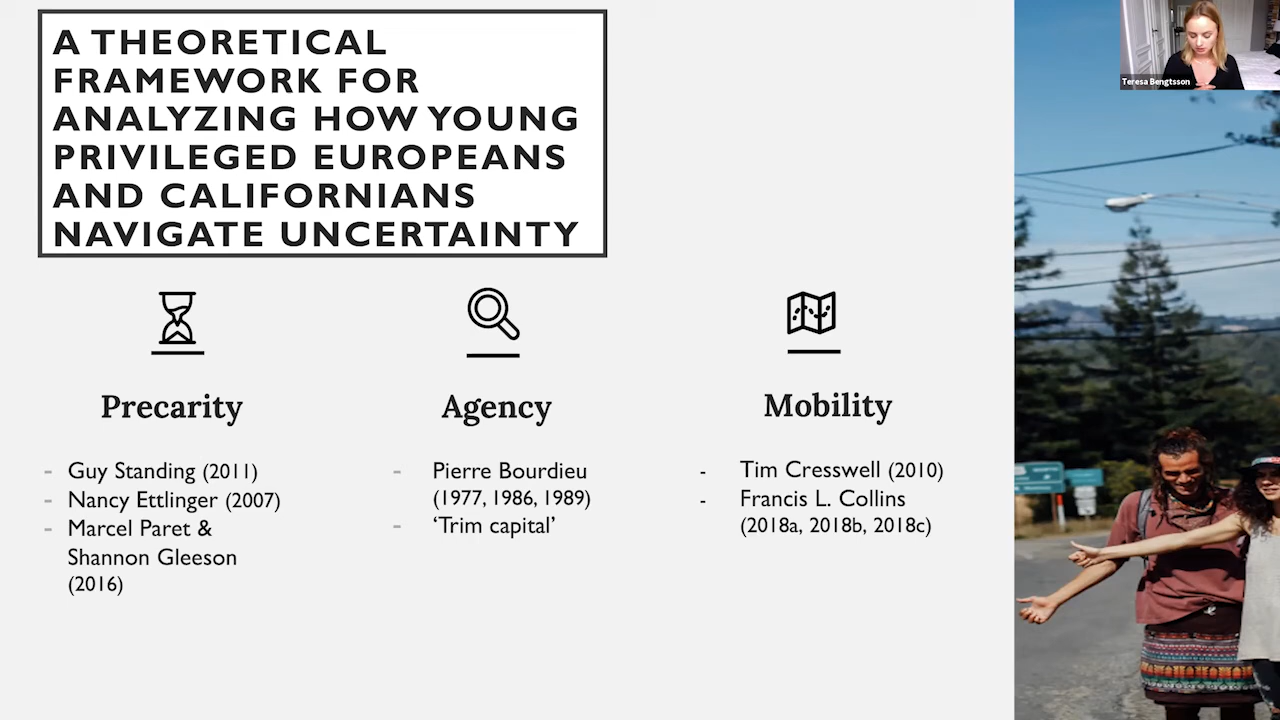 A THEORETICAL
FRAMEWORK FOR
ANALYZING HOW YOUNG
PRIVILEGED EUROPEANS
AND CALIFORNIANS
NAVIGATE UNCERTAINTY
Teresa Bengtsson
Precarity
- Guy Standing (2011)
- Nancy Ettlinger (2007)
- Marcel Paret &
Shannon Gleeson
(2016)
Agency
- Pierre Bourdieu
(1977, 1986, 1989)
- ‘Trim capital’
Mobility
- Tim Cresswell (2010)
- Francis L. Collins
(2018a, 2018b, 2018c)